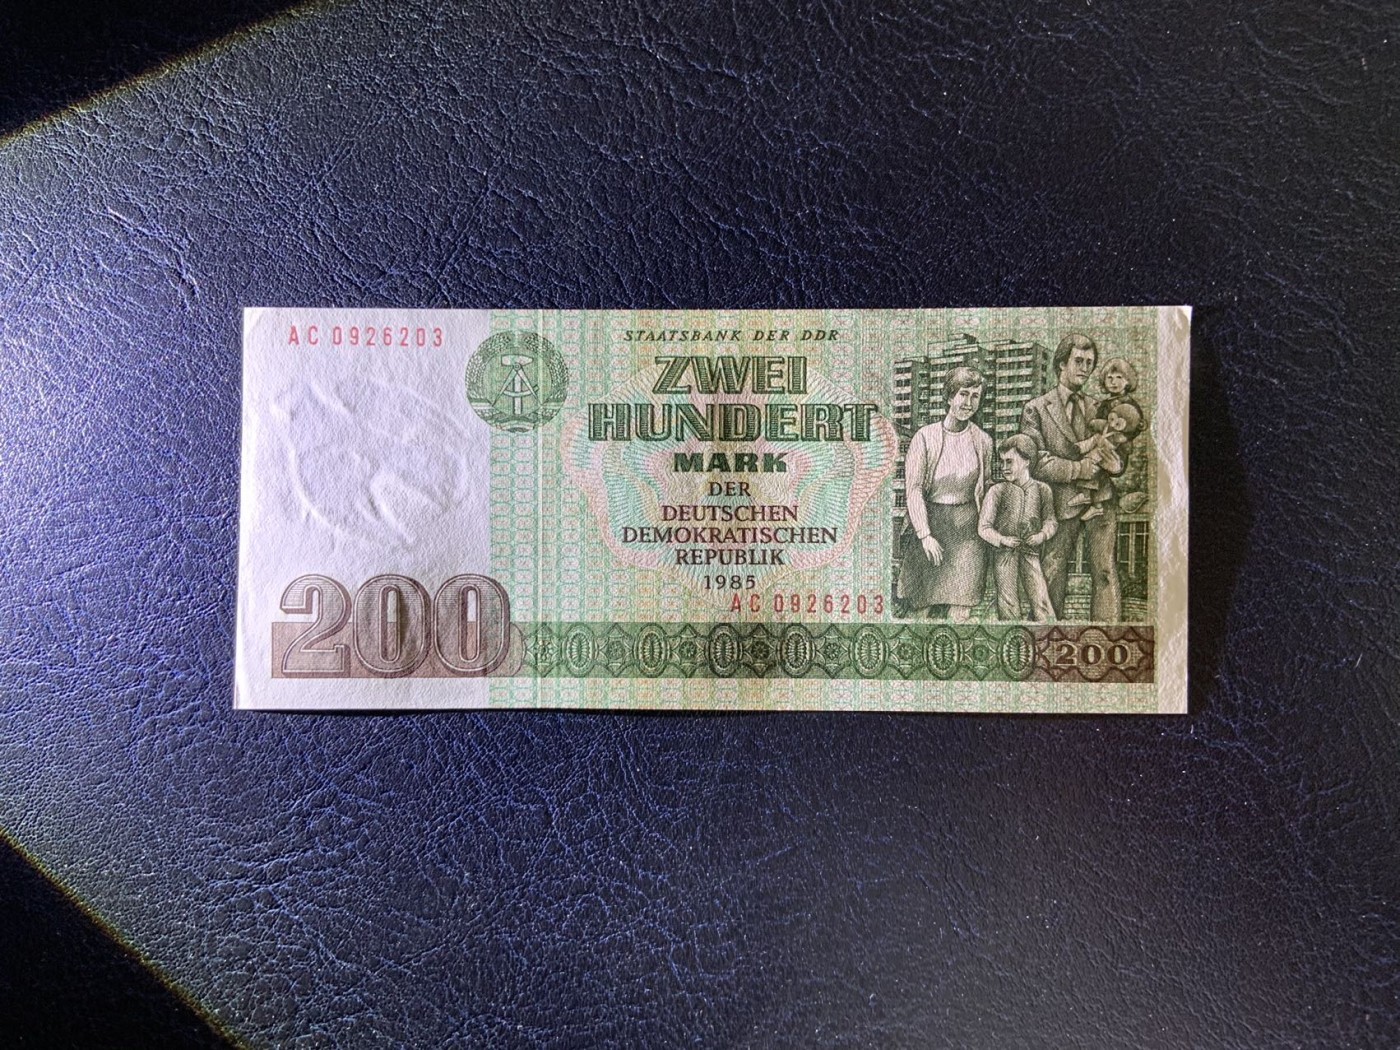 AC 0926203
STAATSBANK DER DDR
ZWEI
HUNDERT
MARK
DER
DEUTSCHEN
DEMOKRATISCHEN
REPUBLIK
1985
AC 0926203
200
200